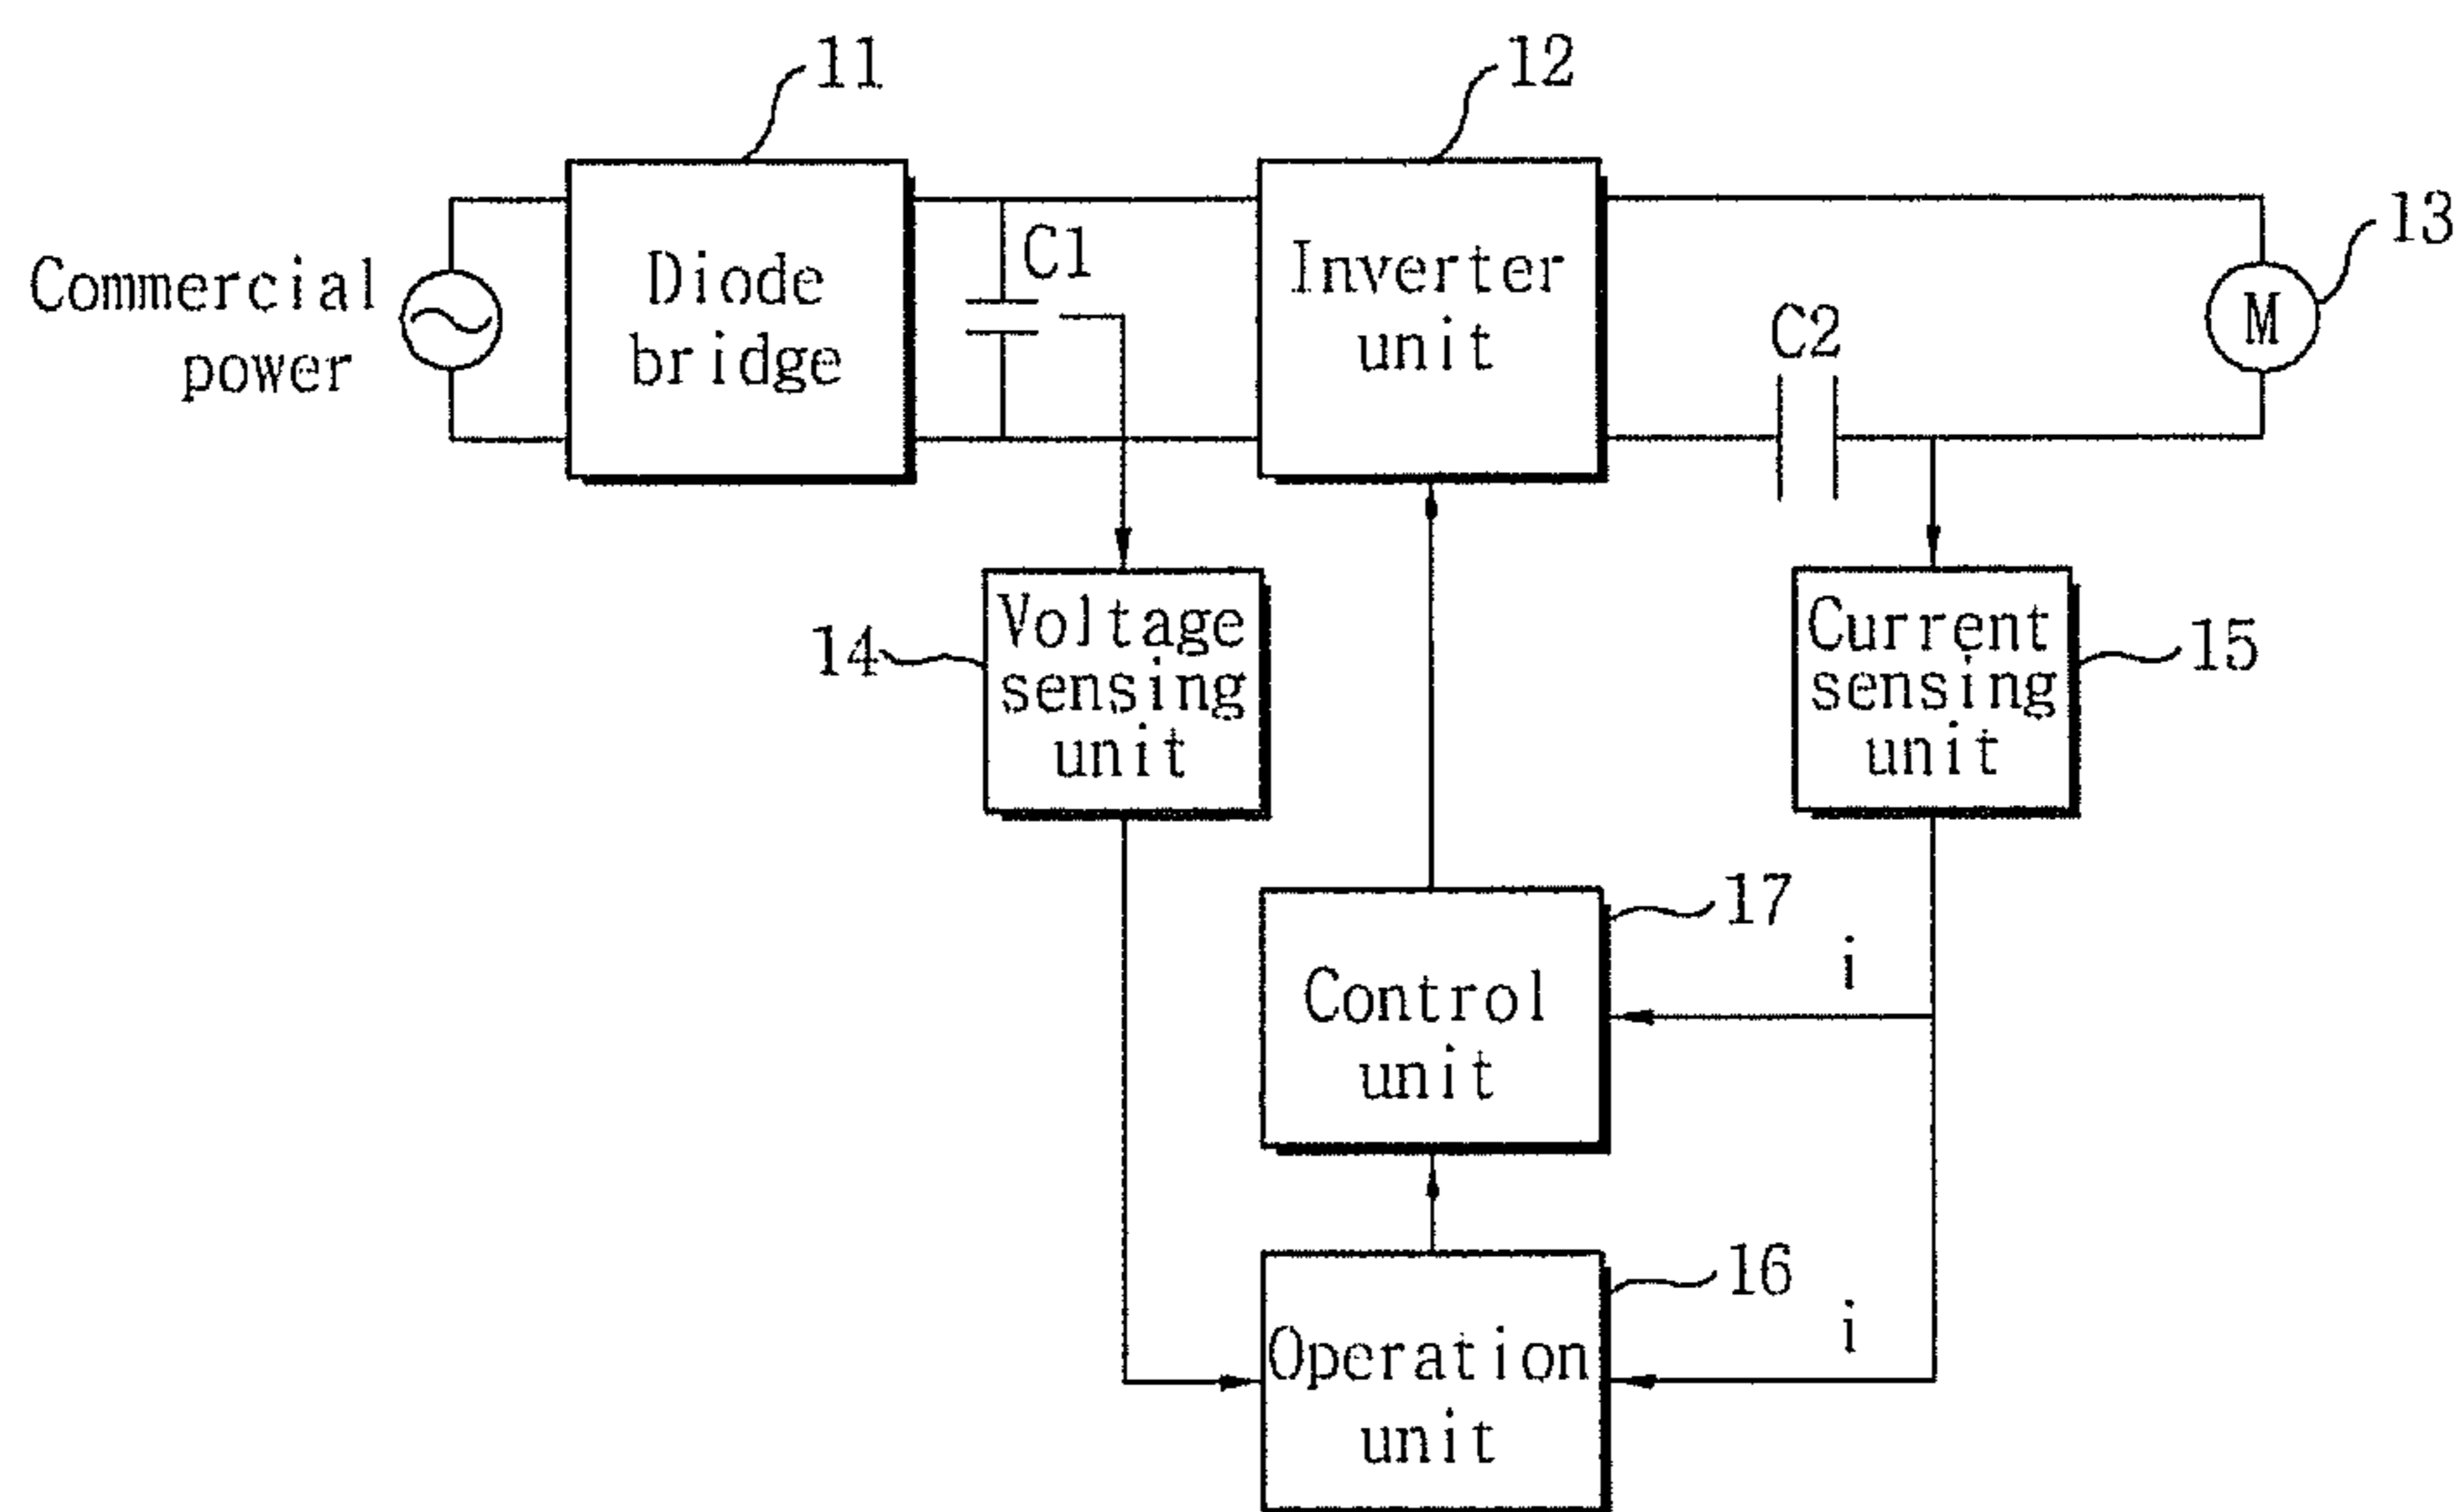 11
12
13
Commercial
power
Diode
bridge
C1
Inverter
unit
C2
M
14
Voltage
sensing
unit
Current
sensing
unit
15
17
Control
unit
i
16
Operation
unit
i